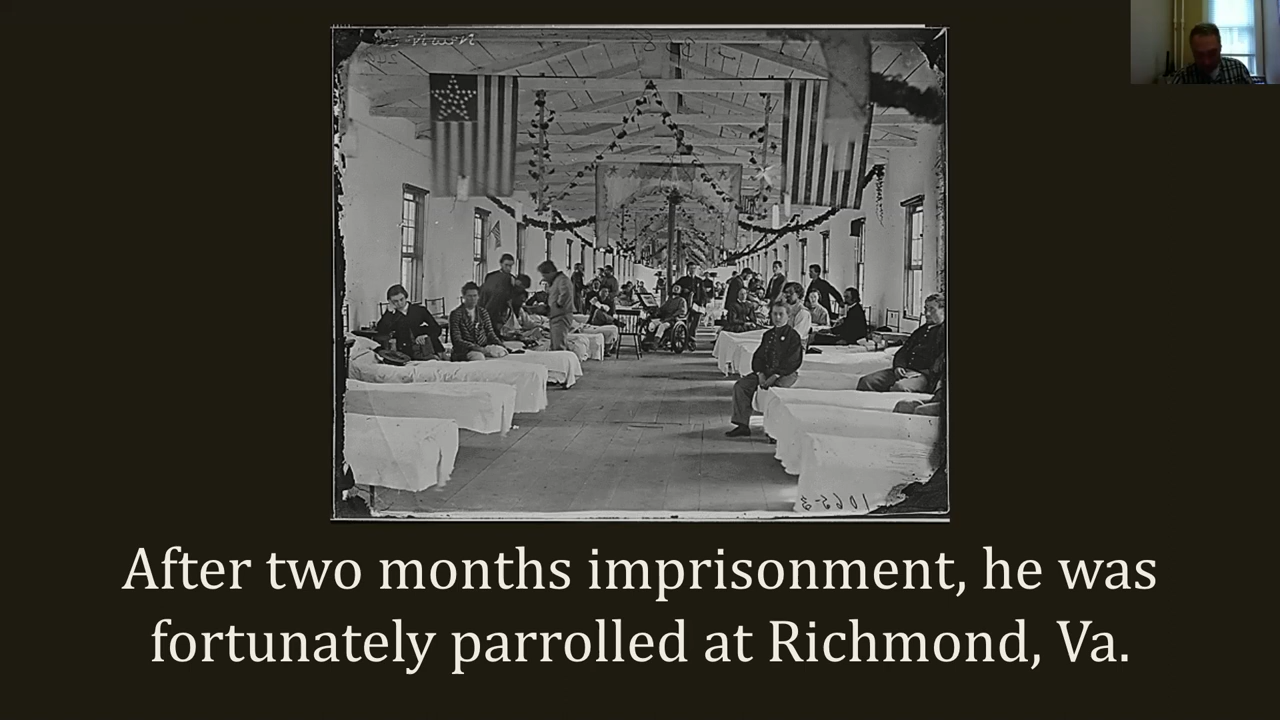 After two months imprisonment, he was
fortunately parrolled at Richmond, Va.